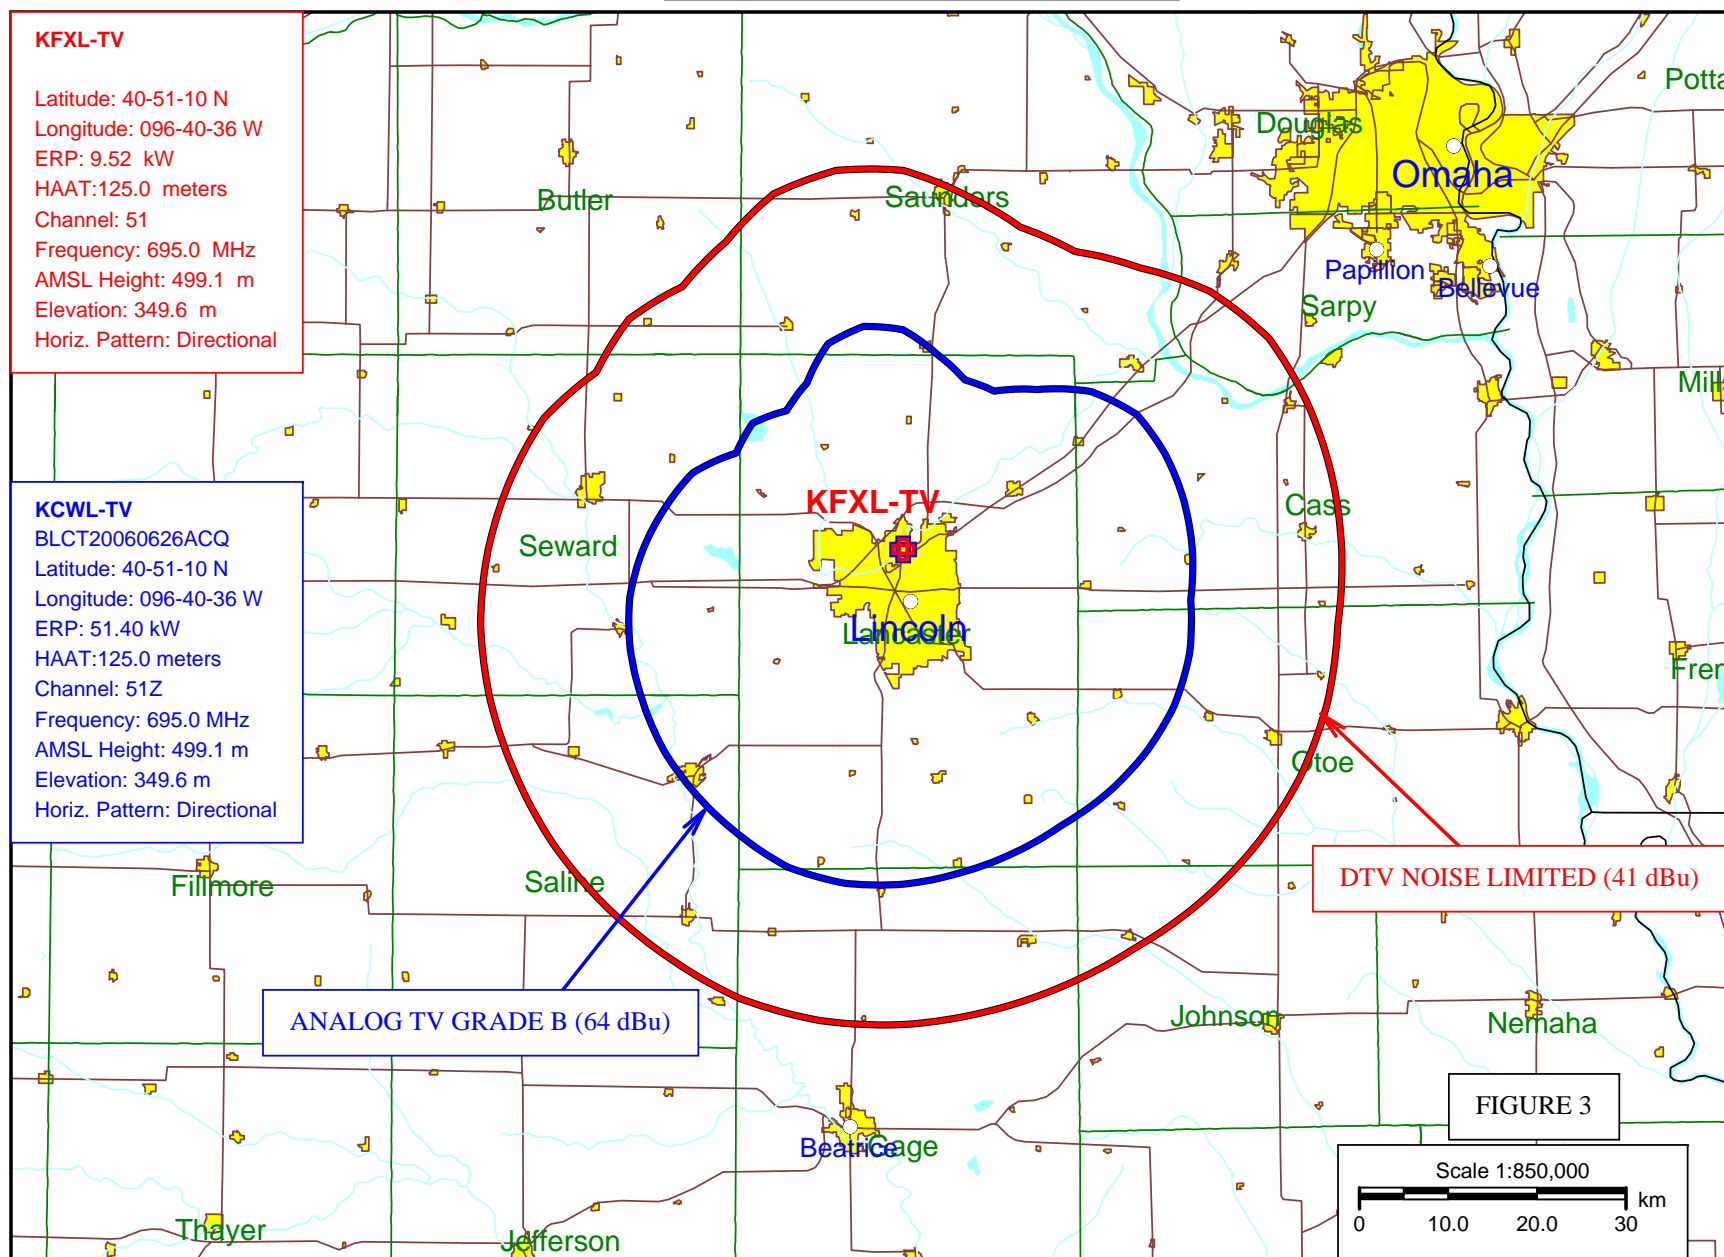 KFXL-TV
Latitude: 40-51-10 N
Longitude: 096-40-36 W
ERP: 9.52 kW
HAAT:125.0 meters
Channel: 51
Frequency: 695.0 MHz
AMSL Height: 499.1 m
Elevation: 349.6 m
Horiz. Pattern: Directional
KCWL-TV
BLCT20060626ACQ
Latitude: 40-51-10 N
Longitude: 096-40-36 W
ERP: 51.40 kW
HAAT:125.0 meters
Channel: 51Z
Frequency: 695.0 MHz
AMSL Height: 499.1 m
Elevation: 349.6 m
Horiz. Pattern: Directional
Potta
Douglas
Omaha
Butler
Saunders
Papillion
Bellevue
Sarpy
Mill
KFXL-TV
Cass
Seward
Lincoln
Lancaster
Frem
Otoe
DTV NOISE LIMITED (41 dBu)
Fillmore
Saline
ANALOG TV GRADE B (64 dBu)
Johnson
Nemaha
FIGURE 3
Beatrice
Gage
Scale 1:850,000
km
0 10.0 20.0 30
Thayer
Jefferson